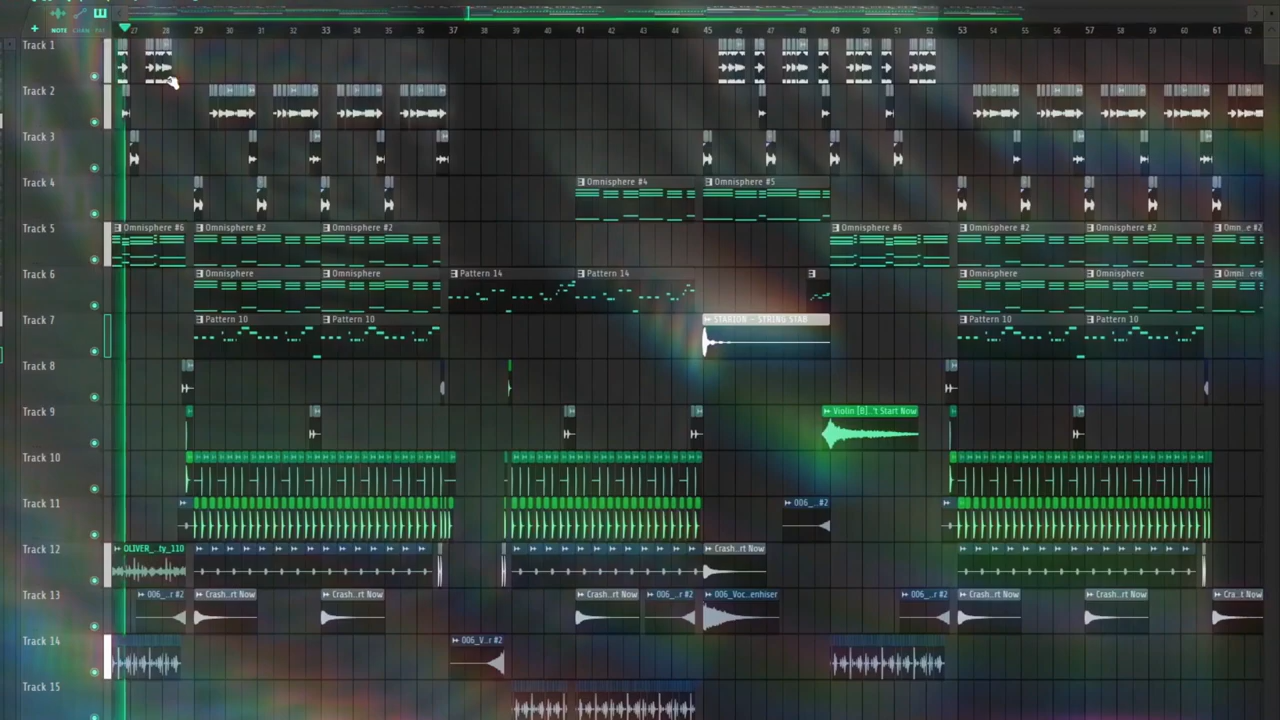 NOTE
27 28 29 30 31 32 33 34 35 36 37 38 39 40 41 42 43 44 45 46 47 48 49 50 51 52 53 54 55 56 57 58 59 60 61 62
Track 1
Track 2
Track 3
Track 4
Omnisphere #4 Omnisphere #5
Track 5
Omnisphere #6 Omnisphere #2 Omnisphere #2 Omnisphere #6 Omnisphere #2 Omnisphere #2 Omn..e #2
Track 6
Omnisphere Omnisphere Pattern 14 Pattern 14 Omnisphere Omnisphere
Track 7
Pattern 10 Pattern 10 Pattern 10 Pattern 10
Track 8
Track 9
Violin [B]..'t Start Now
Track 10
Track 11
006_..#2
Track 12
OLIVER_..ty_110 Crash..rt Now
Track 13
006_..r #2 Crash..rt Now Crash..rt Now Crash..rt Now 006_..r #2 006_Voc..enhiser 006_..r #2 Crash..rt Now Crash..rt Now Cra..t Now
Track 14
006_V..r #2
Track 15